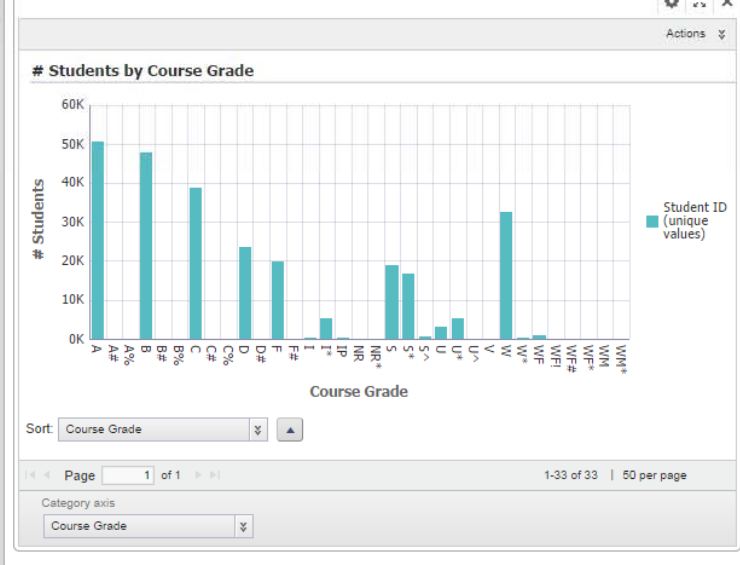 Actions
# Students by Course Grade
60K
50K
40K
30K
20K
10K
0K
# Students
A
A#
A%
B
B#
B%
C
C#
C%
D
D#
F
F#
I
I*
IP
NR
NR*
S
S*
S^
U
U*
U^
V
W
W*
WF
WF!
WF#
WF*
WM
WM*
Course Grade
Student ID
(unique
values)
Sort: Course Grade
Page 1 of 1 1-33 of 33 | 50 per page
Category axis
Course Grade